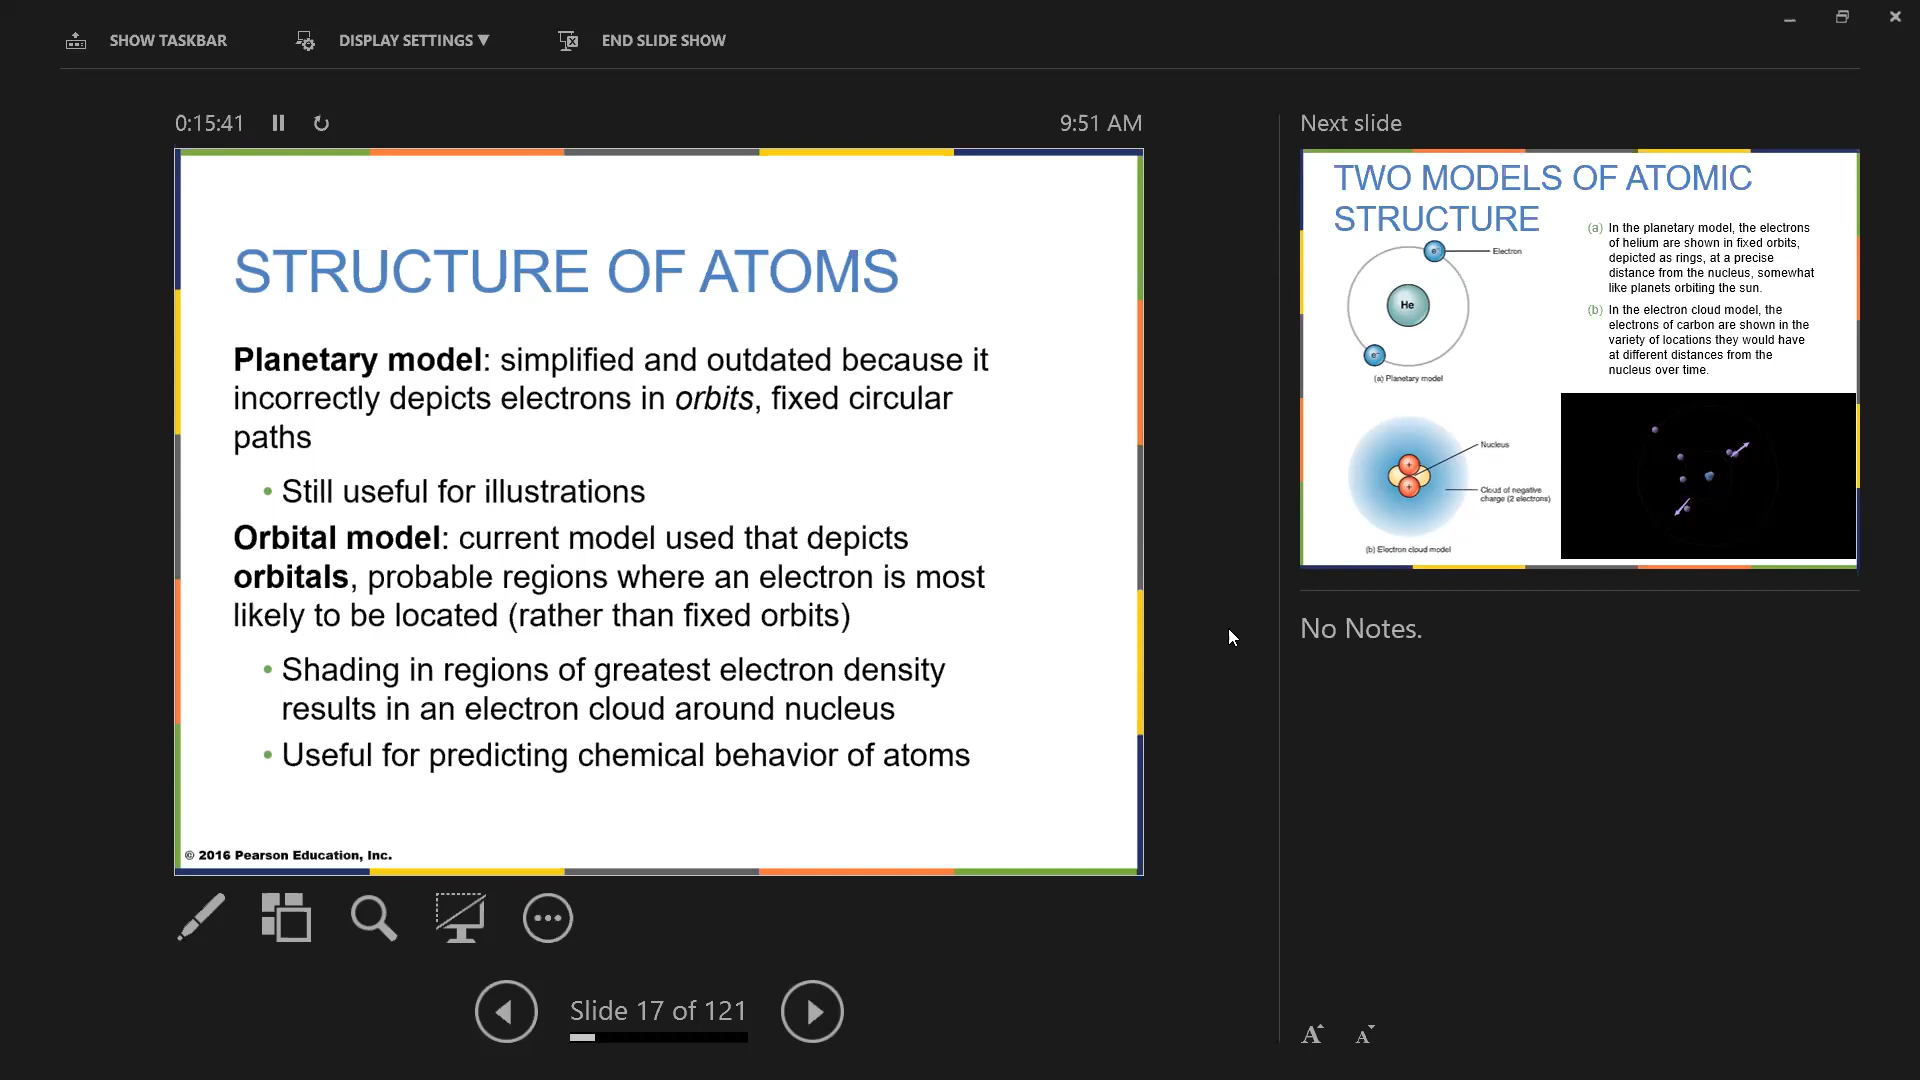 SHOW TASKBAR
DISPLAY SETTINGS ▼
END SLIDE SHOW
0:15:41
9:51 AM
STRUCTURE OF ATOMS
Planetary model: simplified and outdated because it
incorrectly depicts electrons in orbits, fixed circular
paths
• Still useful for illustrations
Orbital model: current model used that depicts
orbitals, probable regions where an electron is most
likely to be located (rather than fixed orbits)
• Shading in regions of greatest electron density
results in an electron cloud around nucleus
• Useful for predicting chemical behavior of atoms
© 2016 Pearson Education, Inc.
Slide 17 of 121
Next slide
TWO MODELS OF ATOMIC
STRUCTURE
(a) In the planetary model, the electrons
of helium are shown in fixed orbits,
depicted as rings, at a precise
distance from the nucleus, somewhat
like planets orbiting the sun.
(b) In the electron cloud model, the
electrons of carbon are shown in the
variety of locations they would have
at different distances from the
nucleus over time.
e-
Electron
He
e-
(a) Planetary model
Nucleus
+
+
Cloud of negative
charge (2 electrons)
(b) Electron cloud model
No Notes.
A
A